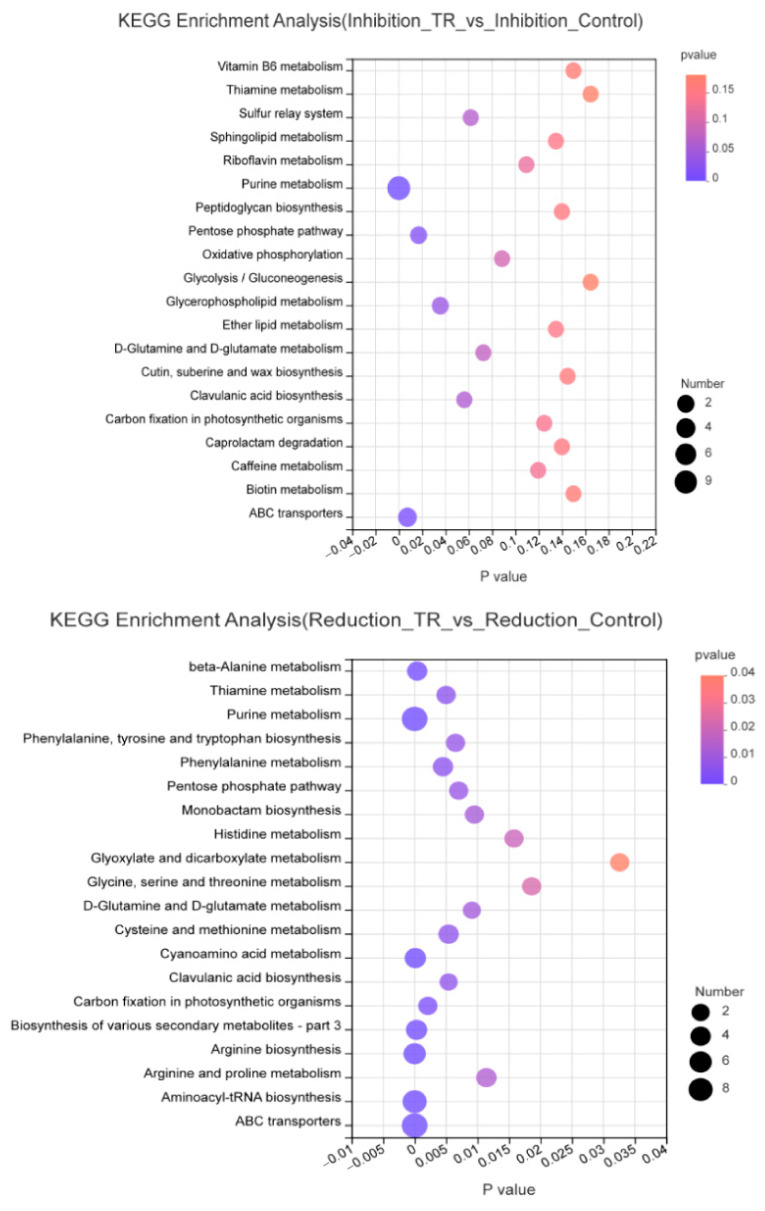 KEGG Enrichment Analysis(Inhibition_TR_vs_Inhibition_Control)
pvalue
Vitamin B6 metabolism
Thiamine metabolism
Sulfur relay system
Sphingolipid metabolism
Riboflavin metabolism
Purine metabolism
Peptidoglycan biosynthesis
Pentose phosphate pathway
Oxidative phosphorylation
Glycolysis / Gluconeogenesis
Glycerophospholipid metabolism
Ether lipid metabolism
D-Glutamine and D-glutamate metabolism
Cutin, suberine and wax biosynthesis
Clavulanic acid biosynthesis
Carbon fixation in photosynthetic organisms
Caprolactam degradation
Caffeine metabolism
Biotin metabolism
ABC transporters
0.15
0.1
0.05
0
Number
2
4
6
9
−0.04 −0.02 0 0.02 0.04 0.06 0.08 0.1 0.12 0.14 0.16 0.18 0.2 0.22
P value
KEGG Enrichment Analysis(Reduction_TR_vs_Reduction_Control)
pvalue
beta-Alanine metabolism
Thiamine metabolism
Purine metabolism
Phenylalanine, tyrosine and tryptophan biosynthesis
Phenylalanine metabolism
Pentose phosphate pathway
Monobactam biosynthesis
Histidine metabolism
Glyoxylate and dicarboxylate metabolism
Glycine, serine and threonine metabolism
D-Glutamine and D-glutamate metabolism
Cysteine and methionine metabolism
Cyanoamino acid metabolism
Clavulanic acid biosynthesis
Carbon fixation in photosynthetic organisms
Biosynthesis of various secondary metabolites - part 3
Arginine biosynthesis
Arginine and proline metabolism
Aminoacyl-tRNA biosynthesis
ABC transporters
0.04
0.03
0.02
0.01
0
Number
2
4
6
8
−0.01 −0.005 0 0.005 0.01 0.015 0.02 0.025 0.03 0.035 0.04
P value